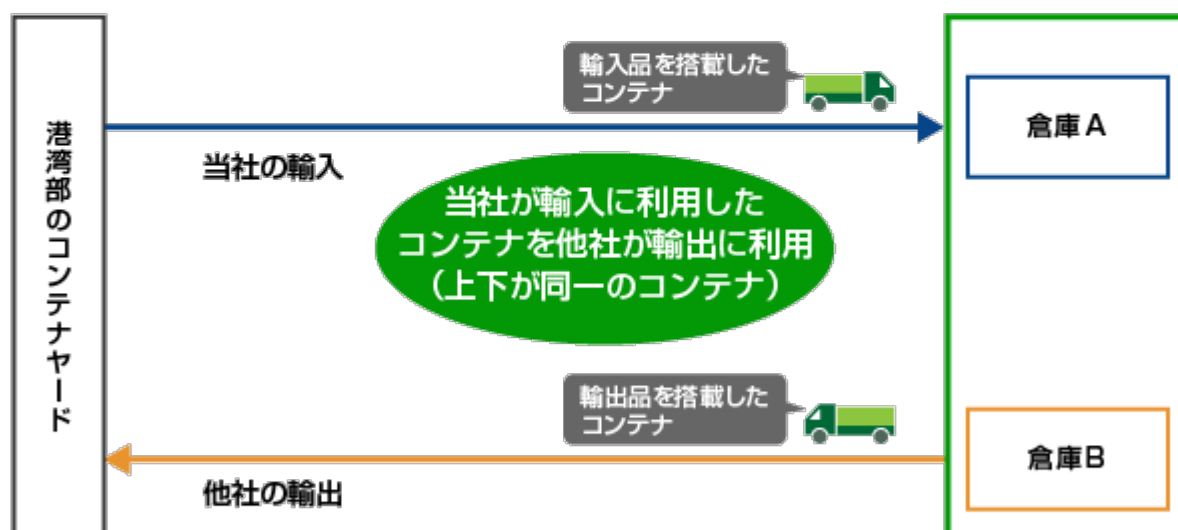 港湾部のコンテナヤード
輸入品を搭載した
コンテナ
倉庫A
当社の輸入
当社が輸入に利用した
コンテナを他社が輸出に利用
（上下が同一のコンテナ）
輸出品を搭載した
コンテナ
倉庫B
他社の輸出